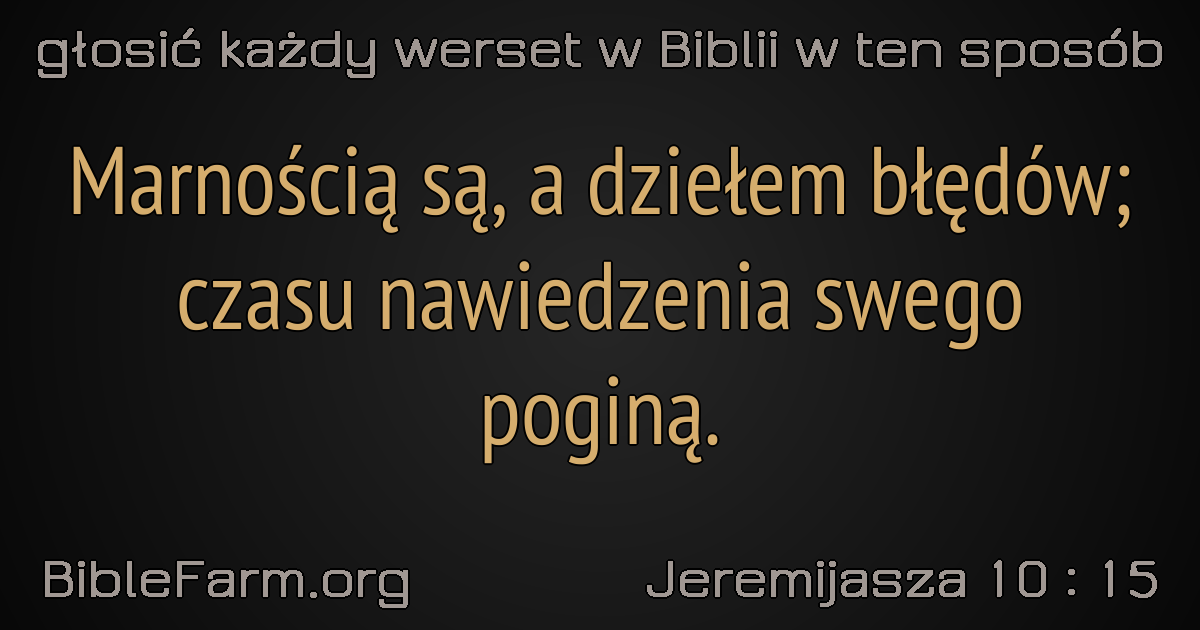 głosić każdy werset w Biblii w ten sposób
Marnością są, a dziełem błędów;
czasu nawiedzenia swego
poginą.
BibleFarm.org
Jeremijasza 10 : 15